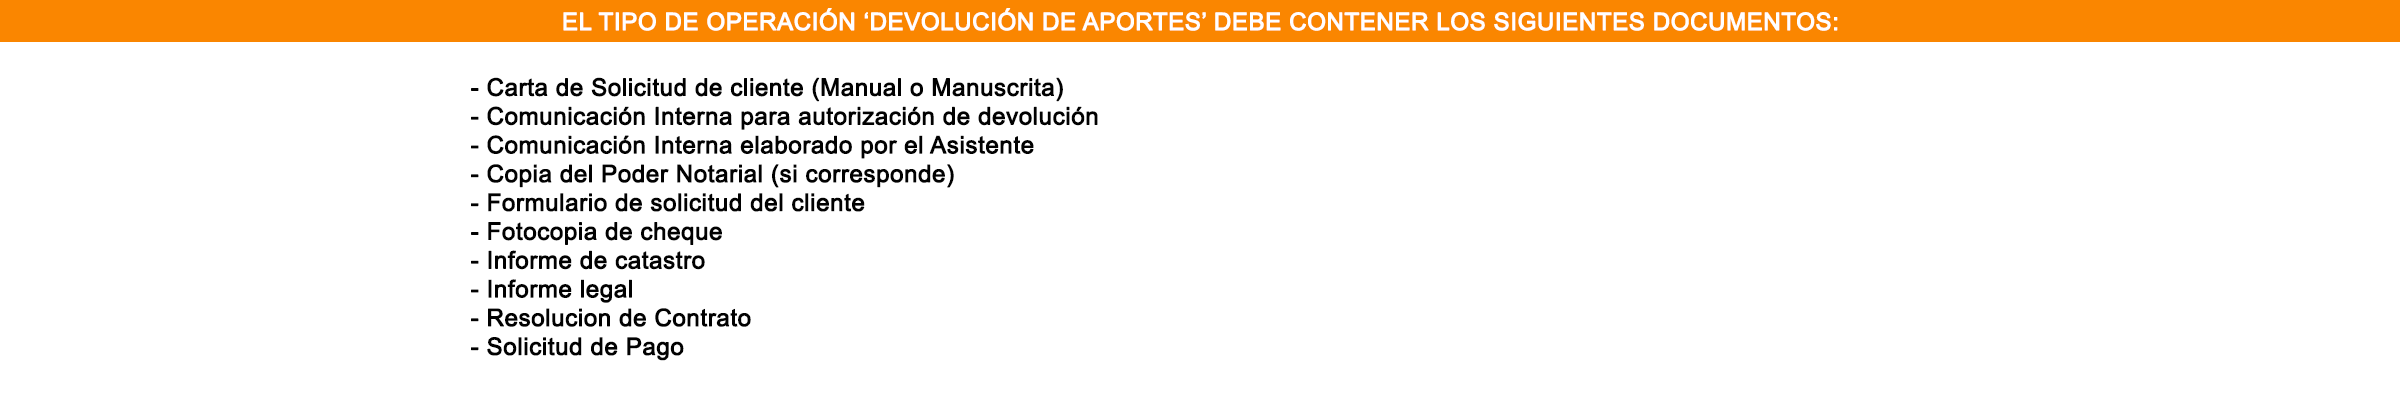 EL TIPO DE OPERACIÓN ‘DEVOLUCIÓN DE APORTES’ DEBE CONTENER LOS SIGUIENTES DOCUMENTOS:
- Carta de Solicitud de cliente (Manual o Manuscrita)
- Comunicación Interna para autorización de devolución
- Comunicación Interna elaborado por el Asistente
- Copia del Poder Notarial (si corresponde)
- Formulario de solicitud del cliente
- Fotocopia de cheque
- Informe de catastro
- Informe legal
- Resolucion de Contrato
- Solicitud de Pago